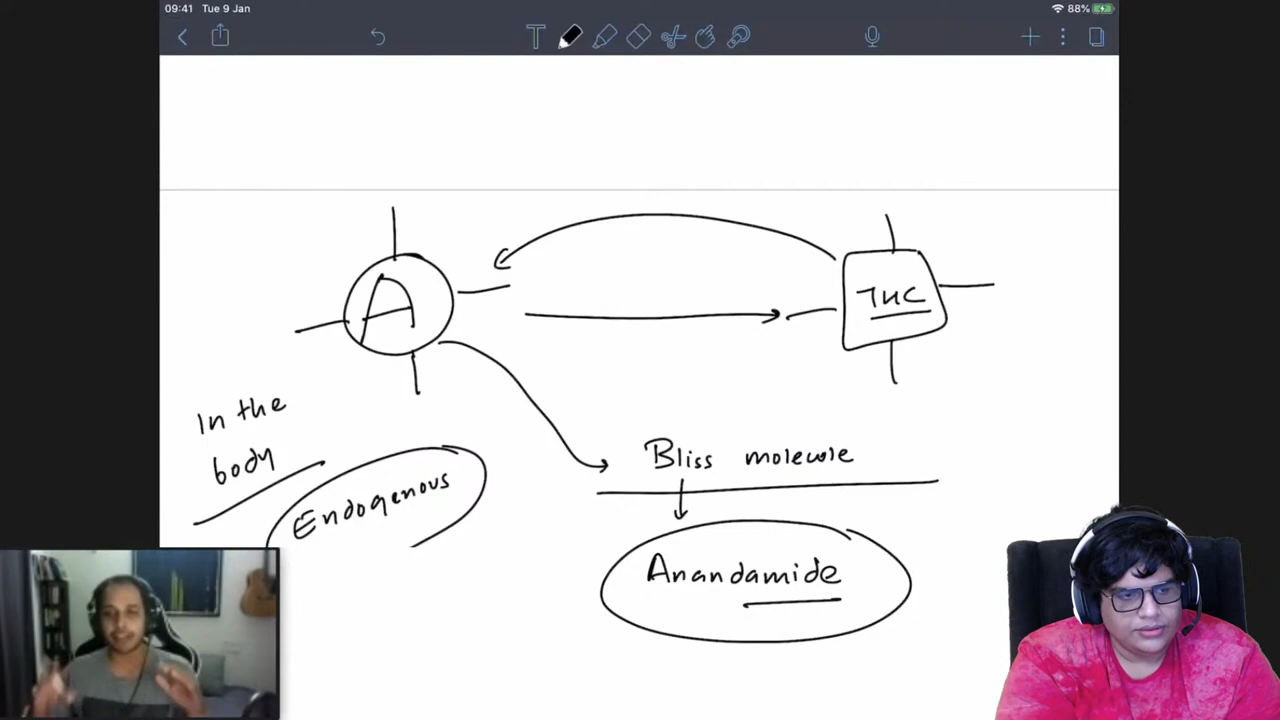 09:41 Tue 9 Jan
88%
T
A
THC
In the
body
Endogenous
Bliss molecule
Anandamide